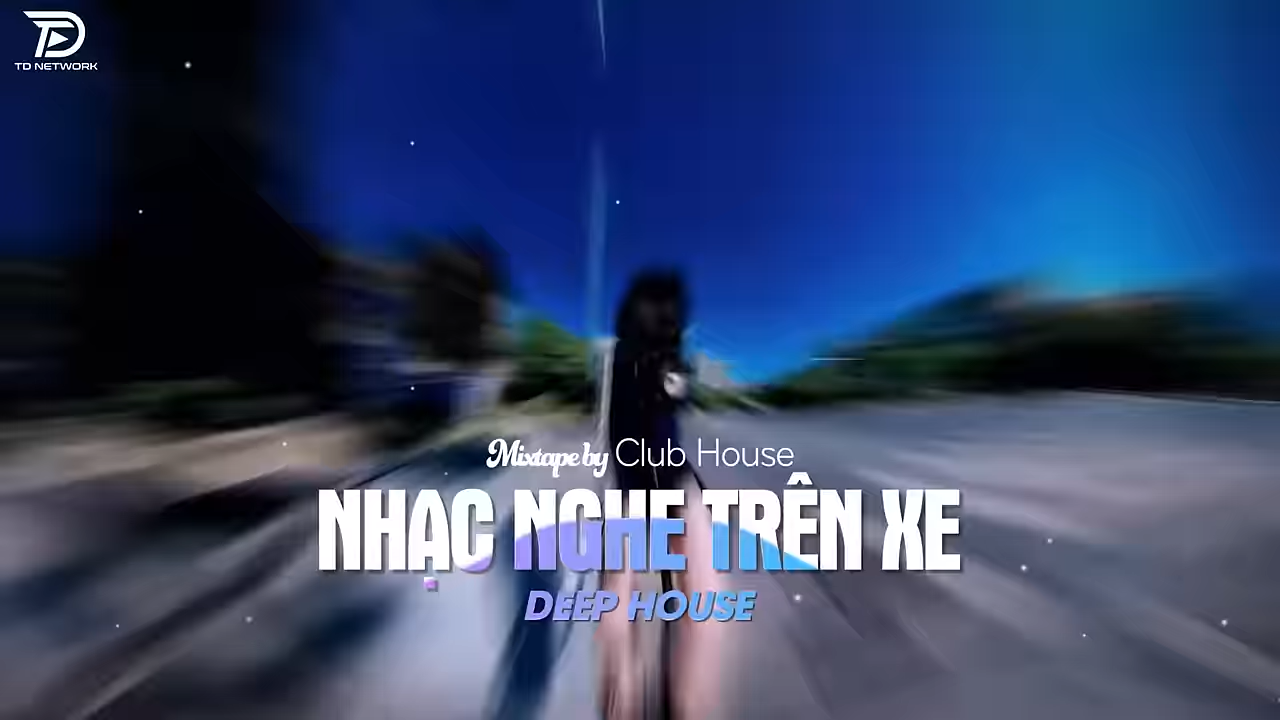 TD NETWORK
Mixtape by Club House
NHẠC NGHE TRÊN XE
DEEP HOUSE